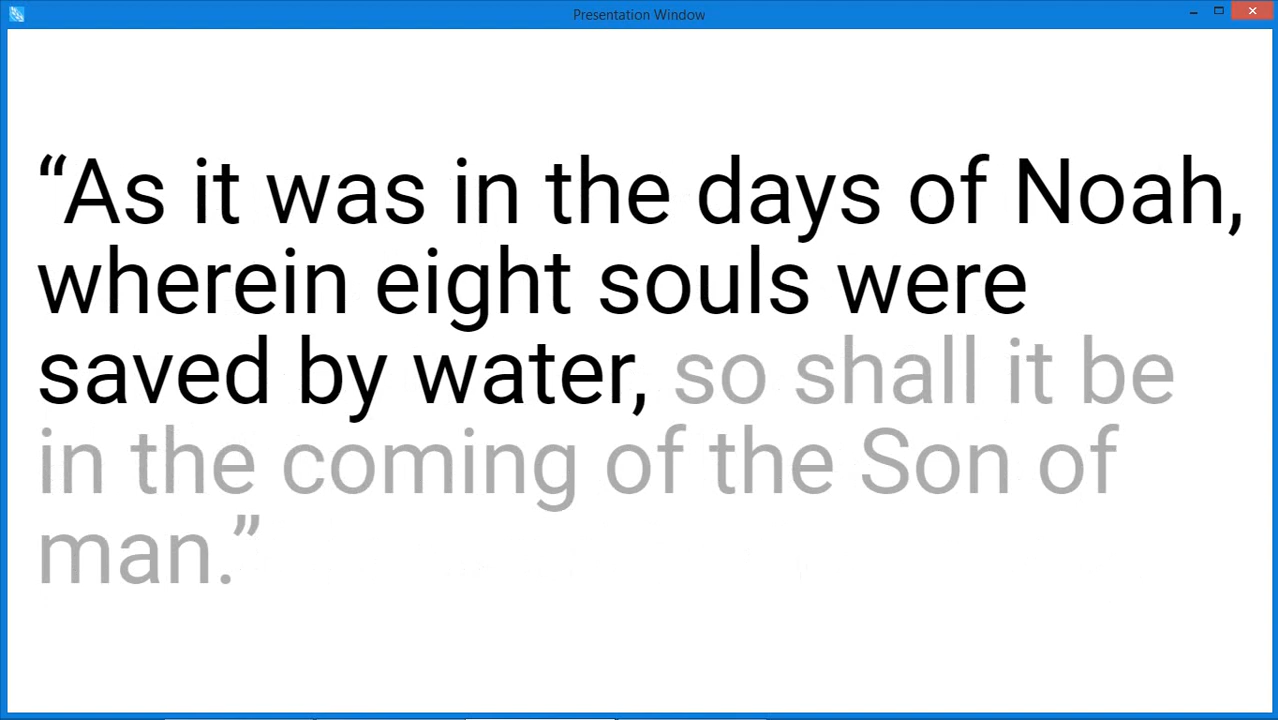 Presentation Window
“As it was in the days of Noah,
wherein eight souls were
saved by water, so shall it be
in the coming of the Son of
man.”